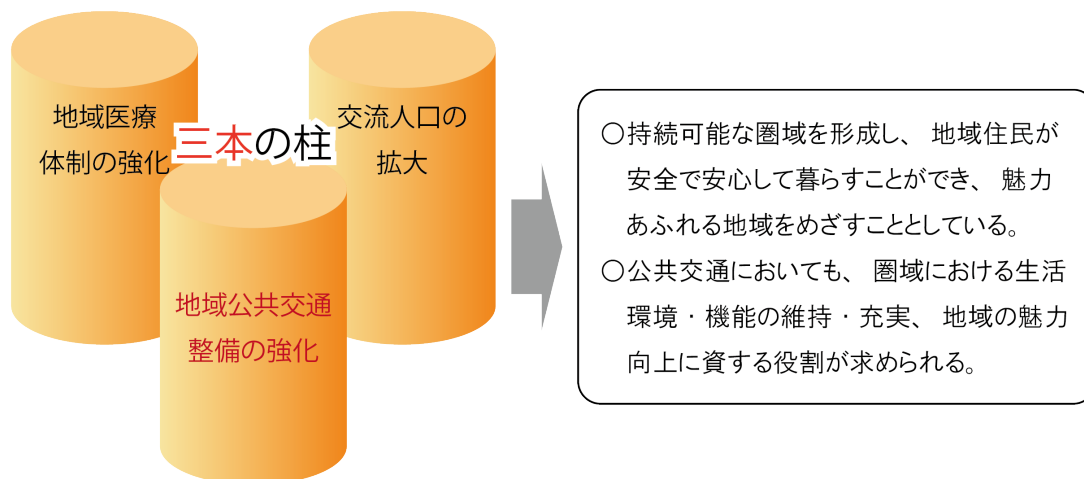 地域医療
体制の強化
三本の柱
交流人口の
拡大
地域公共交通
整備の強化
○持続可能な圏域を形成し、地域住民が
安全で安心して暮らすことができ、魅力
あふれる地域をめざすこととしている。
○公共交通においても、圏域における生活
環境・機能の維持・充実、地域の魅力
向上に資する役割が求められる。